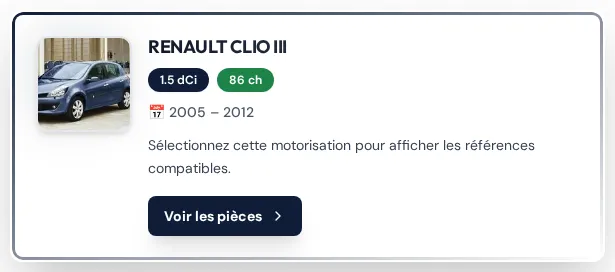 RENAULT CLIO III
1.5 dCi 86 ch
📅 2005 – 2012
Sélectionnez cette motorisation pour afficher les références
compatibles.
Voir les pièces